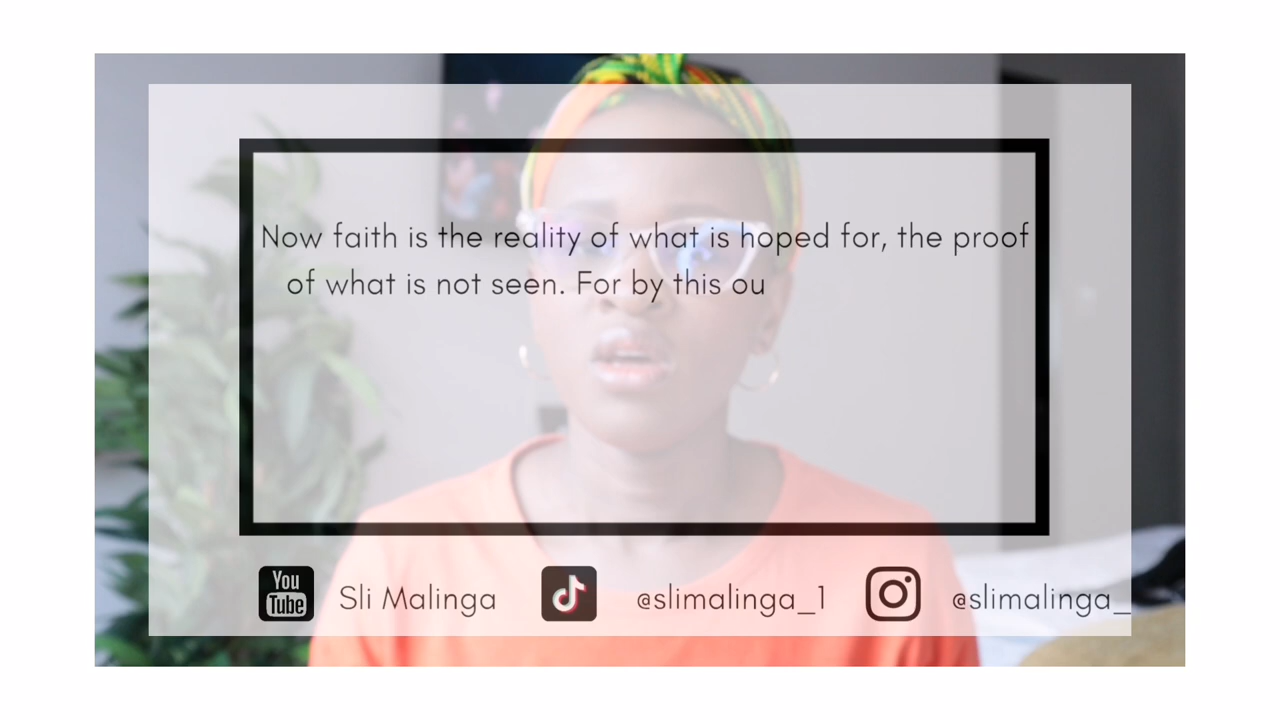 Now faith is the reality of what is hoped for, the proof
of what is not seen. For by this ou
You
Tube
Sli Malinga
@slimalinga_1
@slimalinga_